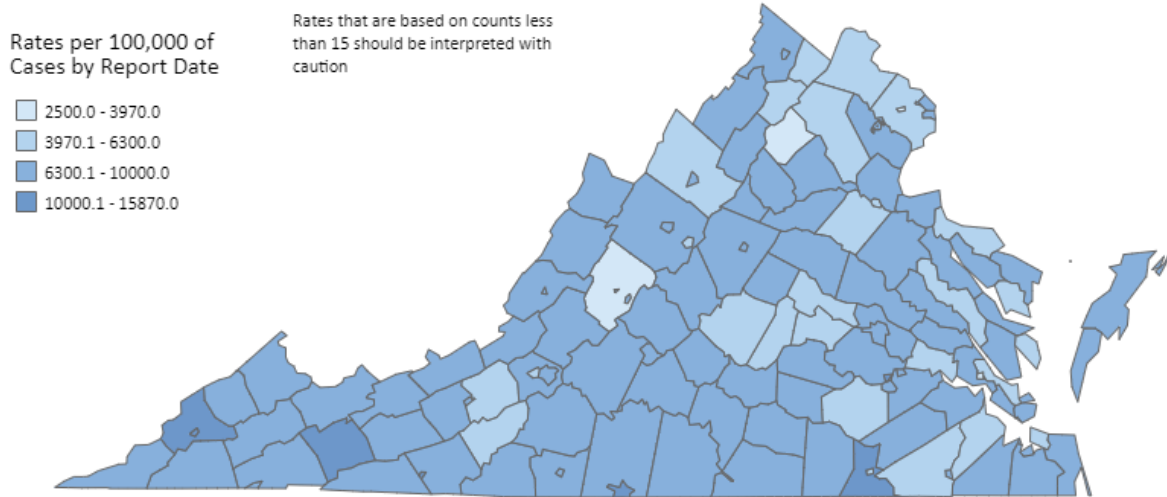 Rates per 100,000 of
Cases by Report Date
2500.0 - 3970.0
3970.1 - 6300.0
6300.1 - 10000.0
10000.1 - 15870.0
Rates that are based on counts less
than 15 should be interpreted with
caution